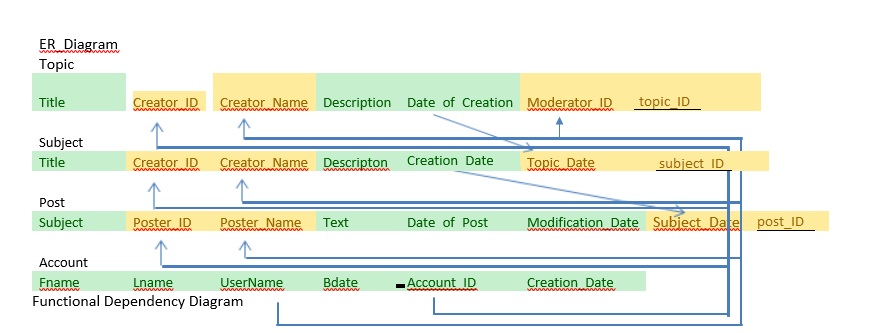 ER_Diagram
Topic
Title Creator_ID Creator_Name Description Date of Creation Moderator_ID topic_ID
Subject
Title Creator_ID Creator_Name Descripton Creation_Date Topic_Date subject_ID
Post
Subject Poster_ID Poster_Name Text Date of Post Modification_Date Subject_Date post_ID
Account
Fname Lname UserName Bdate Account_ID Creation_Date
Functional Dependency Diagram